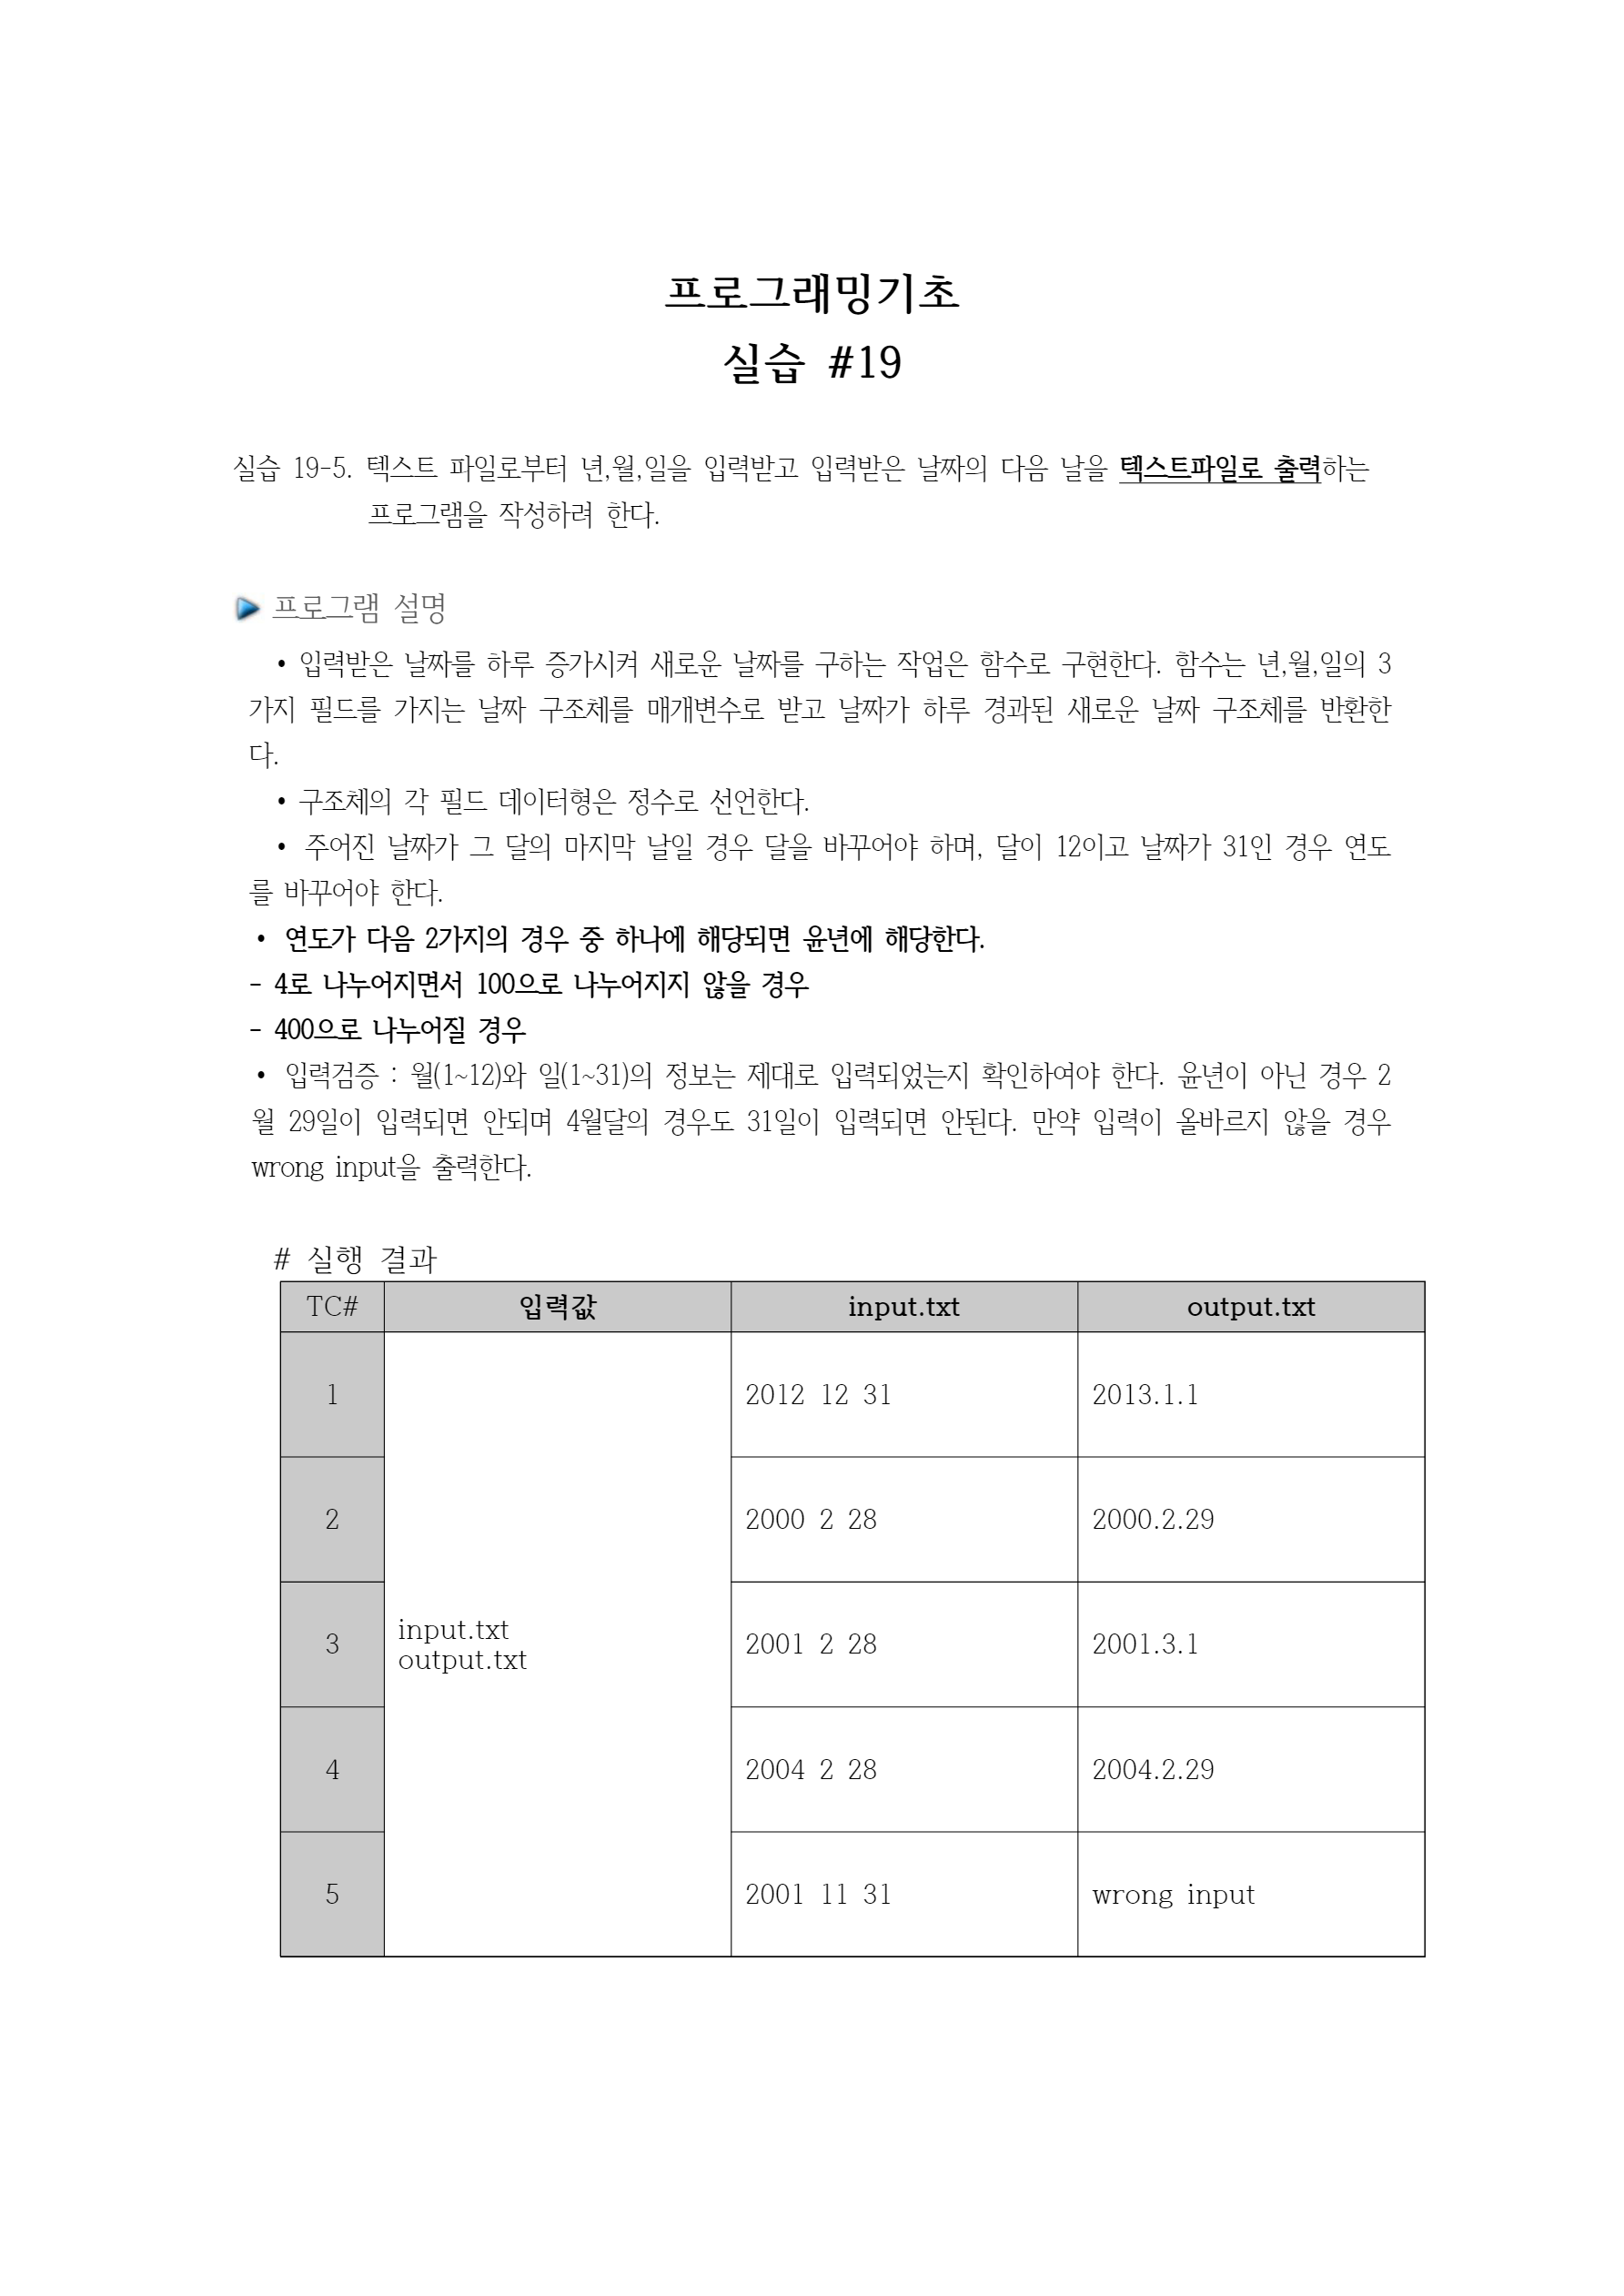 프로그래밍기초
실습 #19
실습 19-5. 텍스트 파일로부터 년,월,일을 입력받고 입력받은 날짜의 다음 날을 텍스트파일로 출력하는
프로그램을 작성하려 한다.
프로그램 설명
• 입력받은 날짜를 하루 증가시켜 새로운 날짜를 구하는 작업은 함수로 구현한다. 함수는 년,월,일의 3
가지 필드를 가지는 날짜 구조체를 매개변수로 받고 날짜가 하루 경과된 새로운 날짜 구조체를 반환한
다.
• 구조체의 각 필드 데이터형은 정수로 선언한다.
• 주어진 날짜가 그 달의 마지막 날일 경우 달을 바꾸어야 하며, 달이 12이고 날짜가 31인 경우 연도
를 바꾸어야 한다.
• 연도가 다음 2가지의 경우 중 하나에 해당되면 윤년에 해당한다.
- 4로 나누어지면서 100으로 나누어지지 않을 경우
- 400으로 나누어질 경우
• 입력검증 : 월(1~12)와 일(1~31)의 정보는 제대로 입력되었는지 확인하여야 한다. 윤년이 아닌 경우 2
월 29일이 입력되면 안되며 4월달의 경우도 31일이 입력되면 안된다. 만약 입력이 올바르지 않을 경우
wrong input을 출력한다.
# 실행 결과
TC# 입력값 input.txt output.txt
1 2012 12 31 2013.1.1
2 2000 2 28 2000.2.29
input.txt
3 2001 2 28 2001.3.1
output.txt
4 2004 2 28 2004.2.29
5 2001 11 31 wrong input